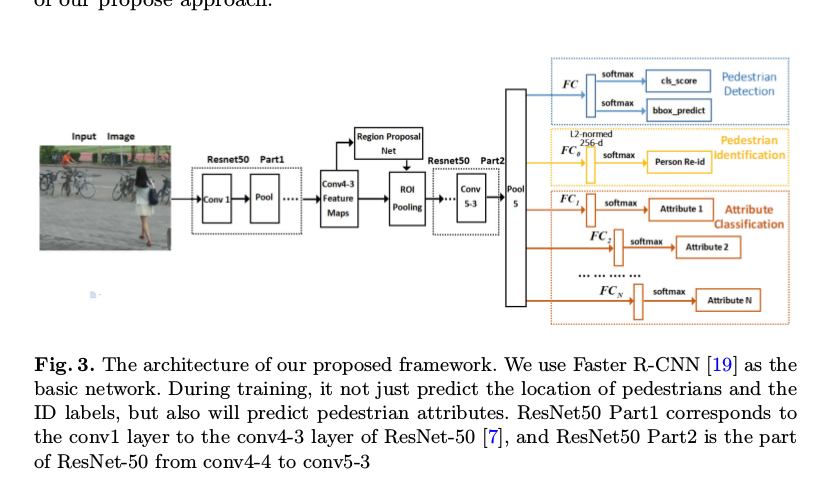 of our propose approach.
Input Image
Resnet50 Part1
Conv 1
Pool
....
Conv4-3
Feature
Maps
Region Proposal
Net
ROI
Pooling
Resnet50 Part2
...
Conv
5-3
Pool
5
FC
softmax
cls_score
softmax
bbox_predict
Pedestrian
Detection
L2-normed
256-d
FC0
softmax
Person Re-id
Pedestrian
Identification
FC1
softmax
Attribute 1
Attribute
Classification
FC2
softmax
Attribute 2
... ... .... ...
FCN
softmax
Attribute N
Fig. 3. The architecture of our proposed framework. We use Faster R-CNN [19] as the
basic network. During training, it not just predict the location of pedestrians and the
ID labels, but also will predict pedestrian attributes. ResNet50 Part1 corresponds to
the conv1 layer to the conv4-3 layer of ResNet-50 [7], and ResNet50 Part2 is the part
of ResNet-50 from conv4-4 to conv5-3